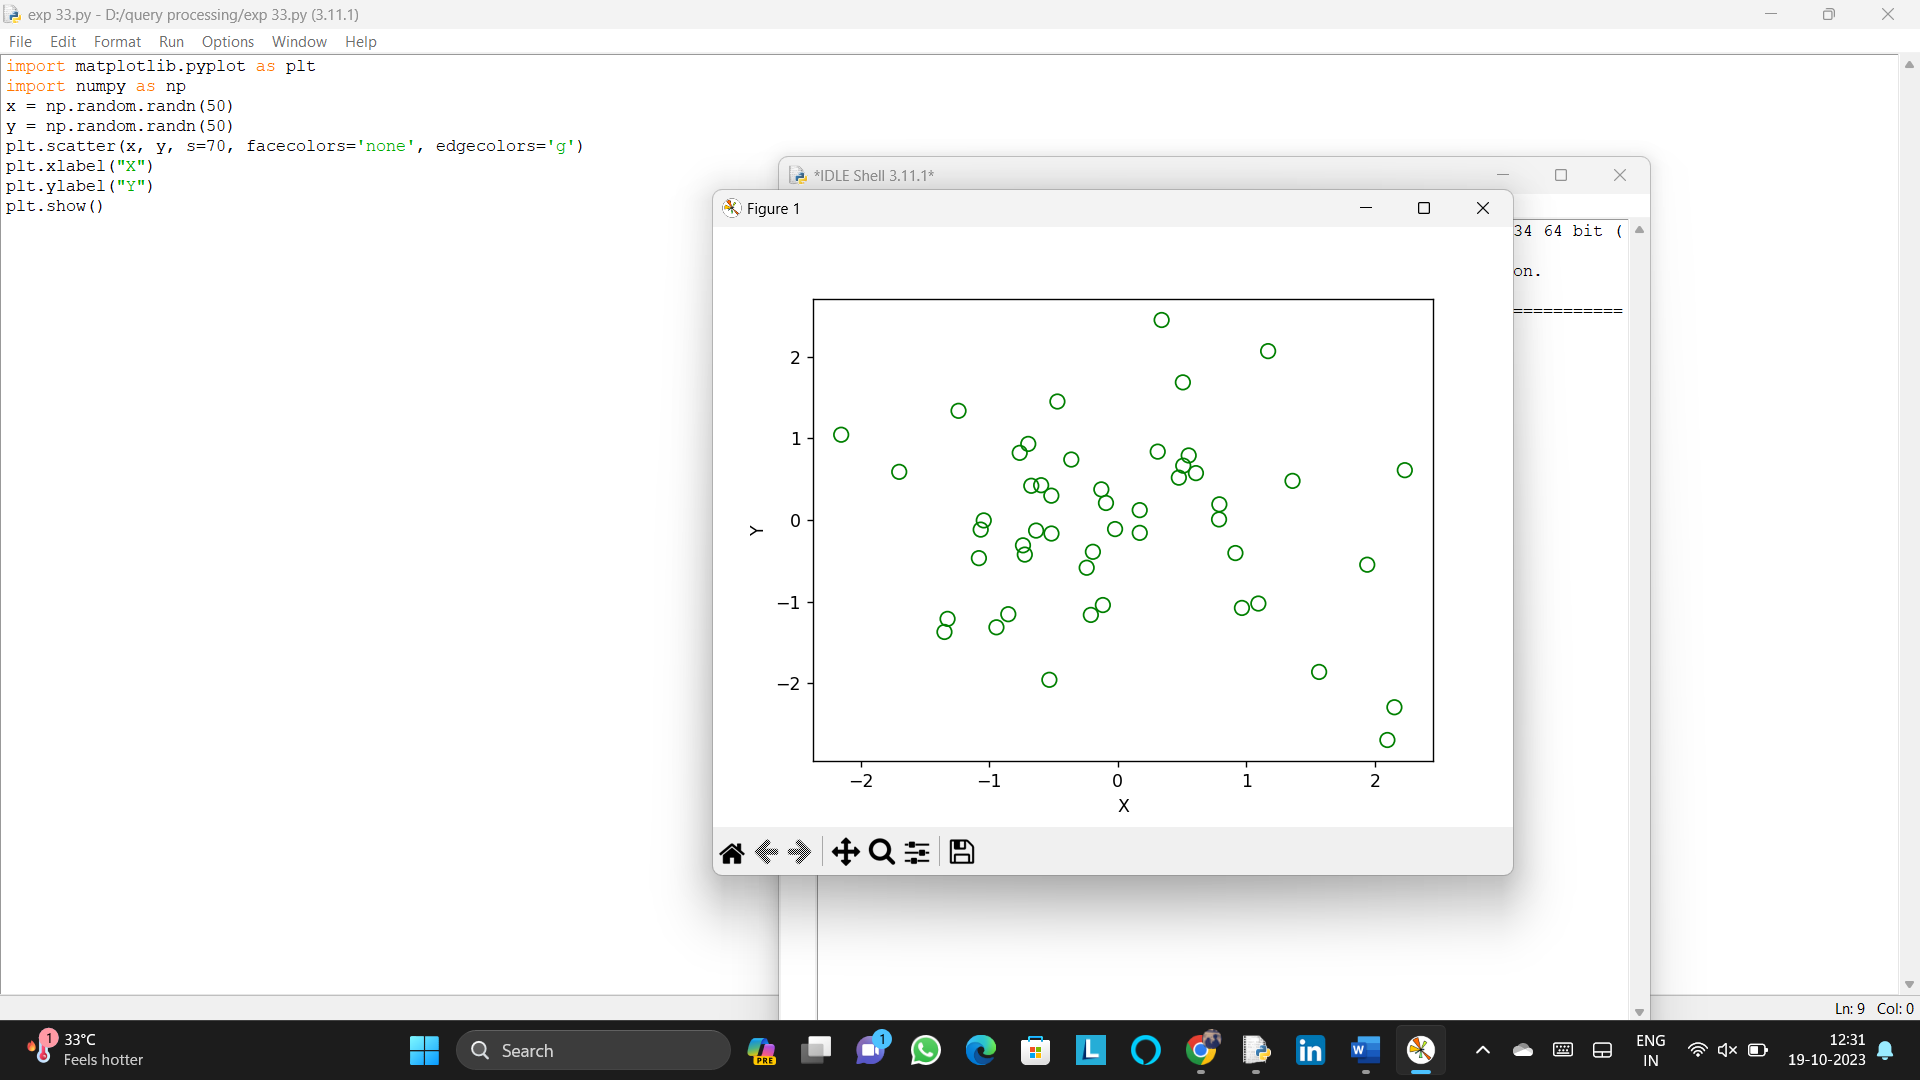 exp 33.py - D:/query processing/exp 33.py (3.11.1)
File Edit Format Run Options Window Help
import matplotlib.pyplot as plt
import numpy as np
x = np.random.randn(50)
y = np.random.randn(50)
plt.scatter(x, y, s=70, facecolors='none', edgecolors='g')
plt.xlabel("X")
plt.ylabel("Y")
plt.show()
*IDLE Shell 3.11.1*
34 64 bit (
on.
===========
Figure 1
2
1
0
−1
−2
Y
−2 −1 0 1 2
X
Ln: 9 Col: 0
1
33°C
Feels hotter
Search
PRE
1
L
in
W
ENG
IN
12:31
19-10-2023